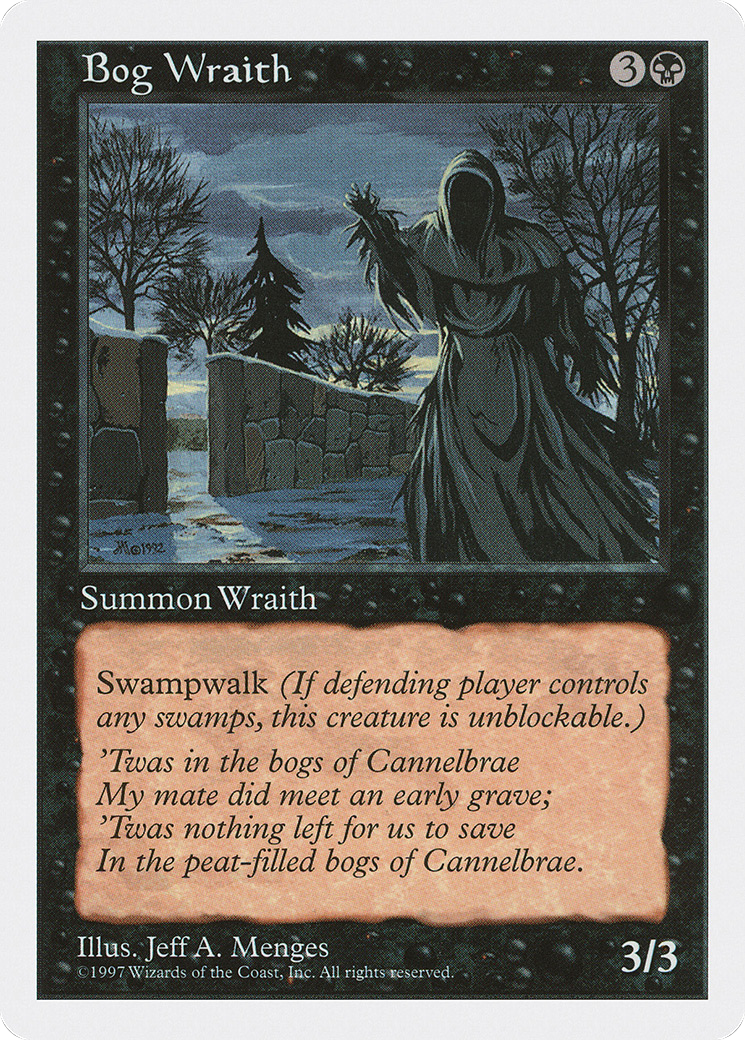 Bog Wraith 3
©1992
Summon Wraith
Swampwalk (If defending player controls
any swamps, this creature is unblockable.)
’Twas in the bogs of Cannelbrae
My mate did meet an early grave;
’Twas nothing left for us to save
In the peat-filled bogs of Cannelbrae.
Illus. Jeff A. Menges
©1997 Wizards of the Coast, Inc. All rights reserved.
3/3